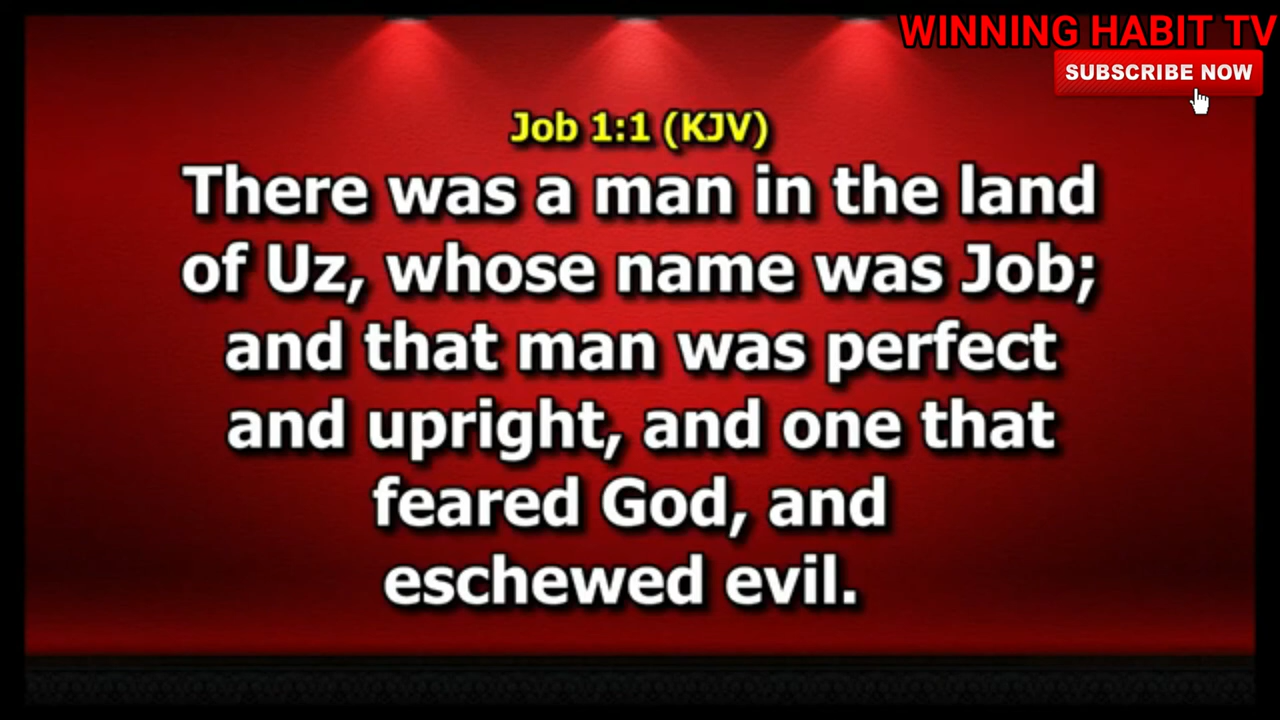 WINNING HABIT TV
SUBSCRIBE NOW
Job 1:1 (KJV)
There was a man in the land
of Uz, whose name was Job;
and that man was perfect
and upright, and one that
feared God, and
eschewed evil.